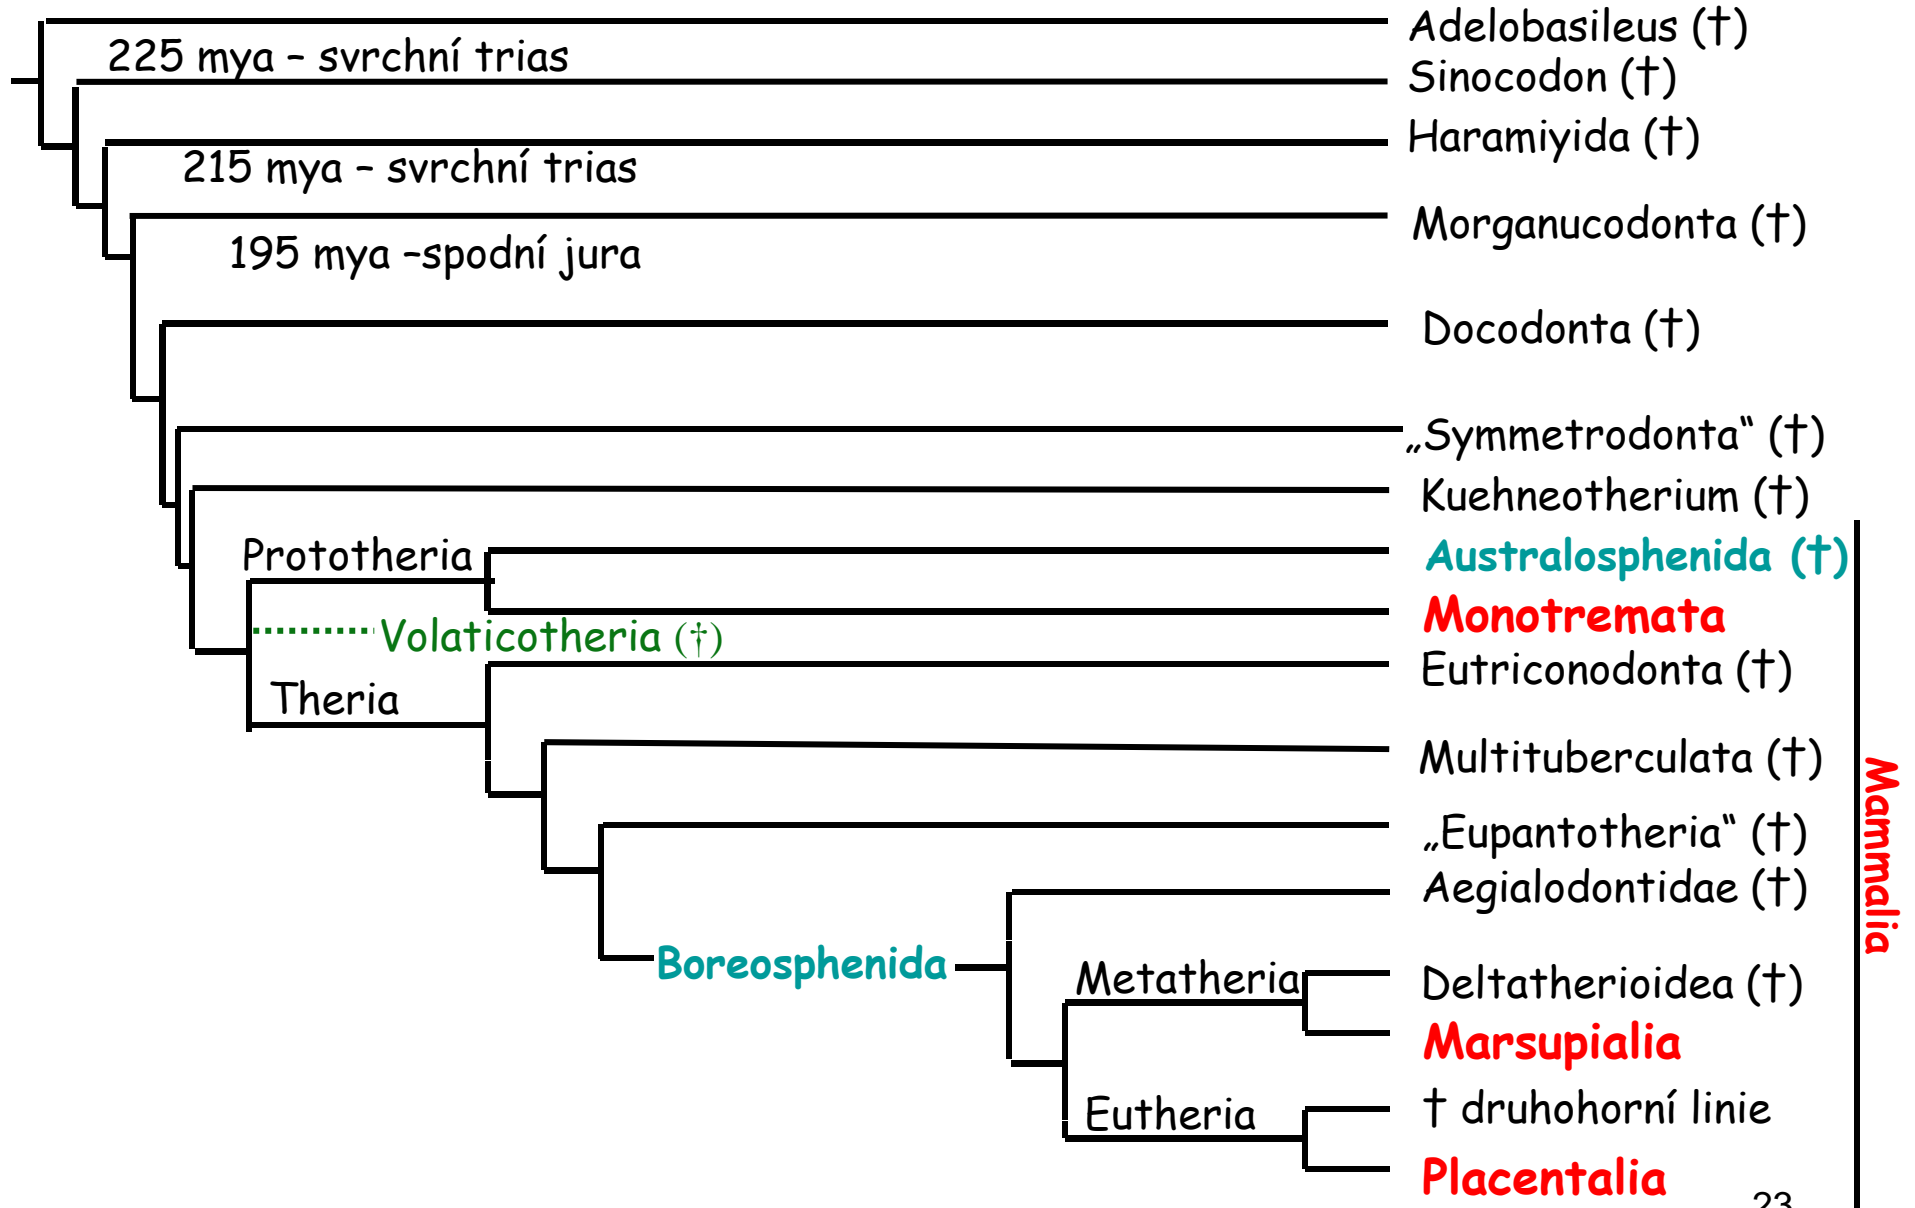 Adelobasileus (†)
225 mya – svrchní trias
Sinocodon (†)
Haramiyida (†)
215 mya – svrchní trias
Morganucodonta (†)
195 mya –spodní jura
Docodonta (†)
„Symmetrodonta“ (†)
Kuehneotherium (†)
Prototheria
Australosphenida (†)
Monotremata
Volaticotheria (†)
Eutriconodonta (†)
Theria
Multituberculata (†)
„Eupantotheria“ (†)
Aegialodontidae (†)
Mammalia
Boreosphenida
Metatheria
Deltatherioidea (†)
Marsupialia
Eutheria
† druhohorní linie
Placentalia
23